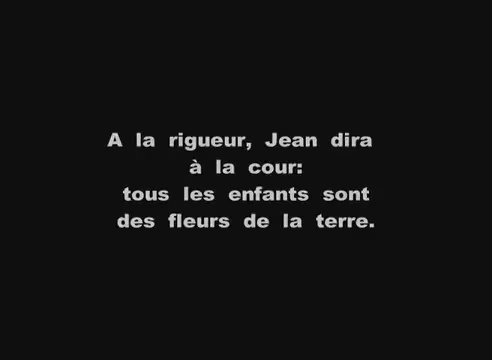 A la rigueur, Jean dira
à la cour:
tous les enfants sont
des fleurs de la terre.